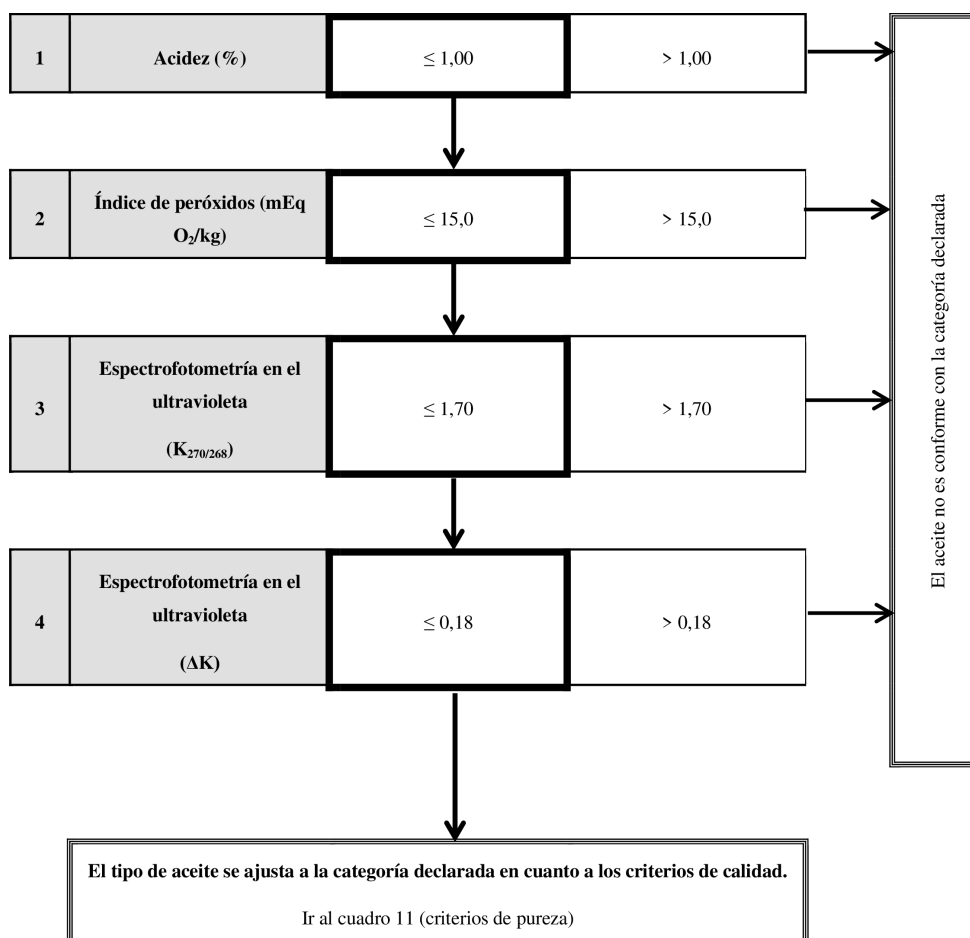 1 Acidez (%) ≤ 1,00 > 1,00
2 Índice de peróxidos (mEq
O₂/kg) ≤ 15,0 > 15,0
3 Espectrofotometría en el
ultravioleta
(K₂₇₀/₂₆₈) ≤ 1,70 > 1,70
4 Espectrofotometría en el
ultravioleta
(ΔK) ≤ 0,18 > 0,18
El aceite no es conforme con la categoría declarada
El tipo de aceite se ajusta a la categoría declarada en cuanto a los criterios de calidad.
Ir al cuadro 11 (criterios de pureza)